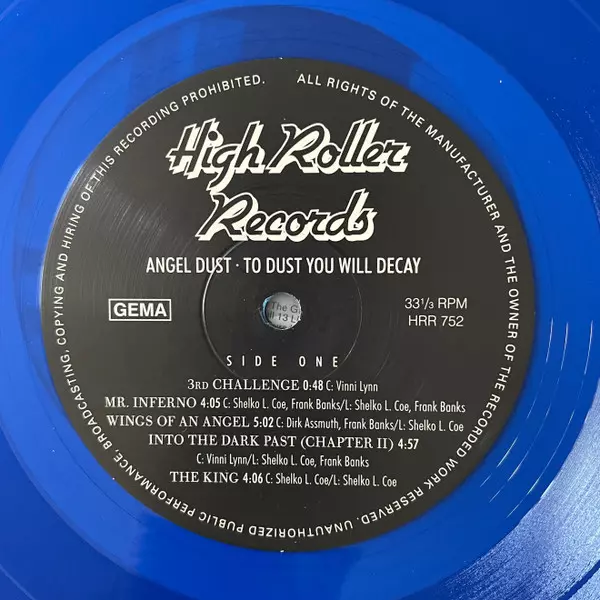 UNAUTHORIZED PUBLIC PERFORMANCE, BROADCASTING, COPYING AND HIRING OF THIS RECORDING PROHIBITED. ALL RIGHTS OF THE MANUFACTURER AND THE OWNER OF THE RECORDED WORK RESERVED.
High Roller
Records
ANGEL DUST · TO DUST YOU WILL DECAY
GEMA
33 1/3 RPM
HRR 752
The G
SIDE ONE
3RD CHALLENGE 0:48 C: Vinni Lynn
MR. INFERNO 4:05 C: Shelko L. Coe, Frank Banks/L: Shelko L. Coe, Frank Banks
WINGS OF AN ANGEL 5:02 C: Dirk Assmuth, Frank Banks/L: Shelko L. Coe
INTO THE DARK PAST (CHAPTER II) 4:57
C: Vinni Lynn/L: Shelko L. Coe, Frank Banks
THE KING 4:06 C: Shelko L. Coe/L: Shelko L. Coe